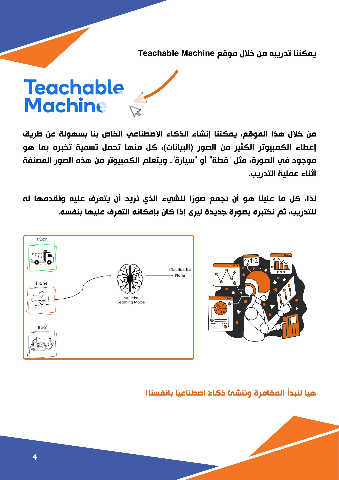 يمكننا تدريبه من خلال موقع Teachable Machine
Teachable
Machine
من خلال هذا الموقع، يمكننا إنشاء الذكاء الاصطناعي الخاص بنا بسهولة عن طريق
إعطاء الكمبيوتر الكثير من الصور (البيانات)، كل منها تحمل تسمية تخبره بما هو
موجود في الصورة، مثل "قطة" أو "سيارة". ويتعلم الكمبيوتر من هذه الصور المصنفة
أثناء عملية التدريب.
لذا، كل ما علينا هو أن نجمع صورًا للشيء الذي نريد أن يتعرف عليه ونقدمها له
للتدريب، ثم نختبره بصورة جديدة ليرى إذا كان بإمكانه التعرف عليها بنفسه.
هيا لنبدأ المغامرة وننشئ ذكاءً اصطناعياً بأنفسنا!
4